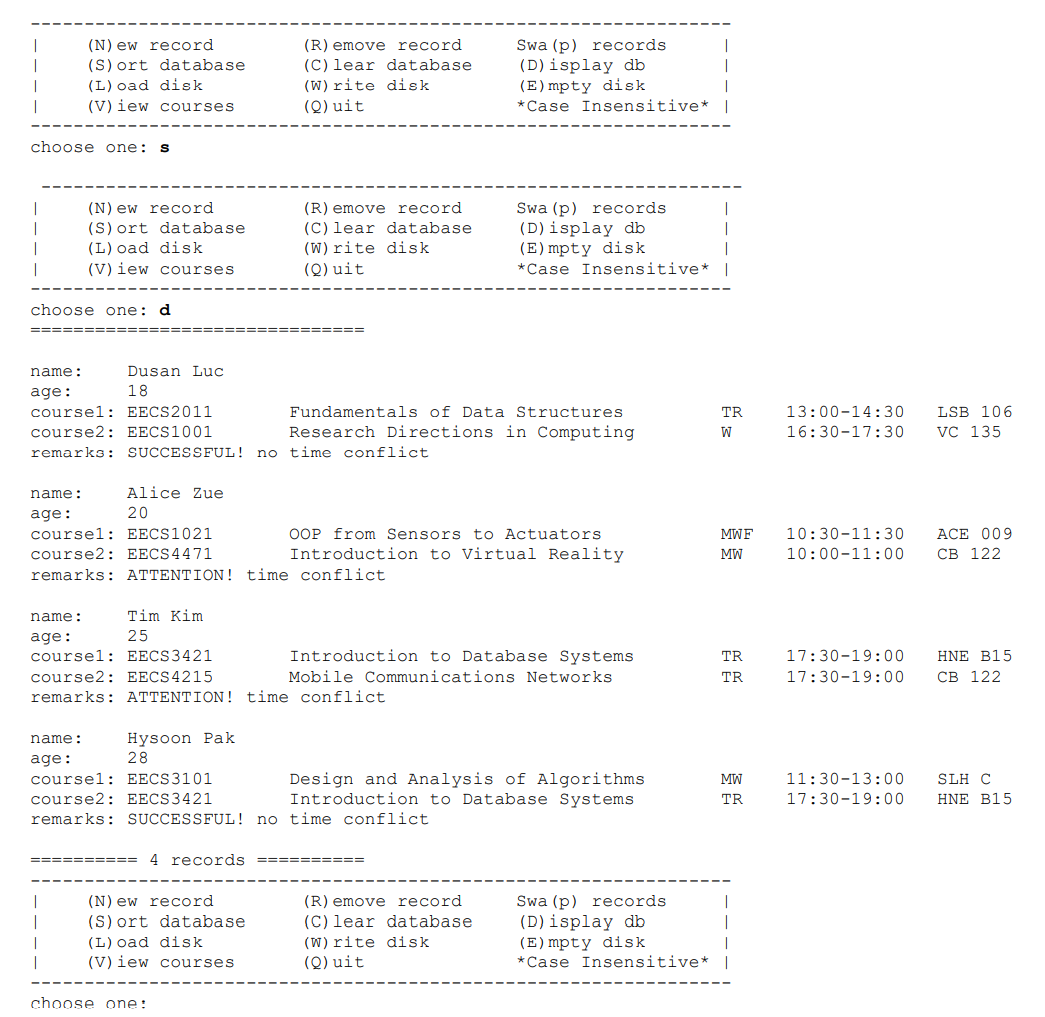 -----------------------------------------------------------------
|    (N)ew record        (R)emove record     Swa(p) records     |
|    (S)ort database     (C)lear database    (D)isplay db       |
|    (L)oad disk         (W)rite disk        (E)mpty disk       |
|    (V)iew courses      (Q)uit              *Case Insensitive* |
-----------------------------------------------------------------
choose one: s
-----------------------------------------------------------------
|    (N)ew record        (R)emove record     Swa(p) records     |
|    (S)ort database     (C)lear database    (D)isplay db       |
|    (L)oad disk         (W)rite disk        (E)mpty disk       |
|    (V)iew courses      (Q)uit              *Case Insensitive* |
-----------------------------------------------------------------
choose one: d
===============================
name:    Dusan Luc
age:     18
course1: EECS2011       Fundamentals of Data Structures         TR    13:00-14:30   LSB 106
course2: EECS1001       Research Directions in Computing        W     16:30-17:30   VC 135
remarks: SUCCESSFUL! no time conflict
name:    Alice Zue
age:     20
course1: EECS1021       OOP from Sensors to Actuators           MWF   10:30-11:30   ACE 009
course2: EECS4471       Introduction to Virtual Reality         MW    10:00-11:00   CB 122
remarks: ATTENTION! time conflict
name:    Tim Kim
age:     25
course1: EECS3421       Introduction to Database Systems        TR    17:30-19:00   HNE B15
course2: EECS4215       Mobile Communications Networks          TR    17:30-19:00   CB 122
remarks: ATTENTION! time conflict
name:    Hysoon Pak
age:     28
course1: EECS3101       Design and Analysis of Algorithms       MW    11:30-13:00   SLH C
course2: EECS3421       Introduction to Database Systems        TR    17:30-19:00   HNE B15
remarks: SUCCESSFUL! no time conflict
========== 4 records ==========
-----------------------------------------------------------------
|    (N)ew record        (R)emove record     Swa(p) records     |
|    (S)ort database     (C)lear database    (D)isplay db       |
|    (L)oad disk         (W)rite disk        (E)mpty disk       |
|    (V)iew courses      (Q)uit              *Case Insensitive* |
-----------------------------------------------------------------
choose one: